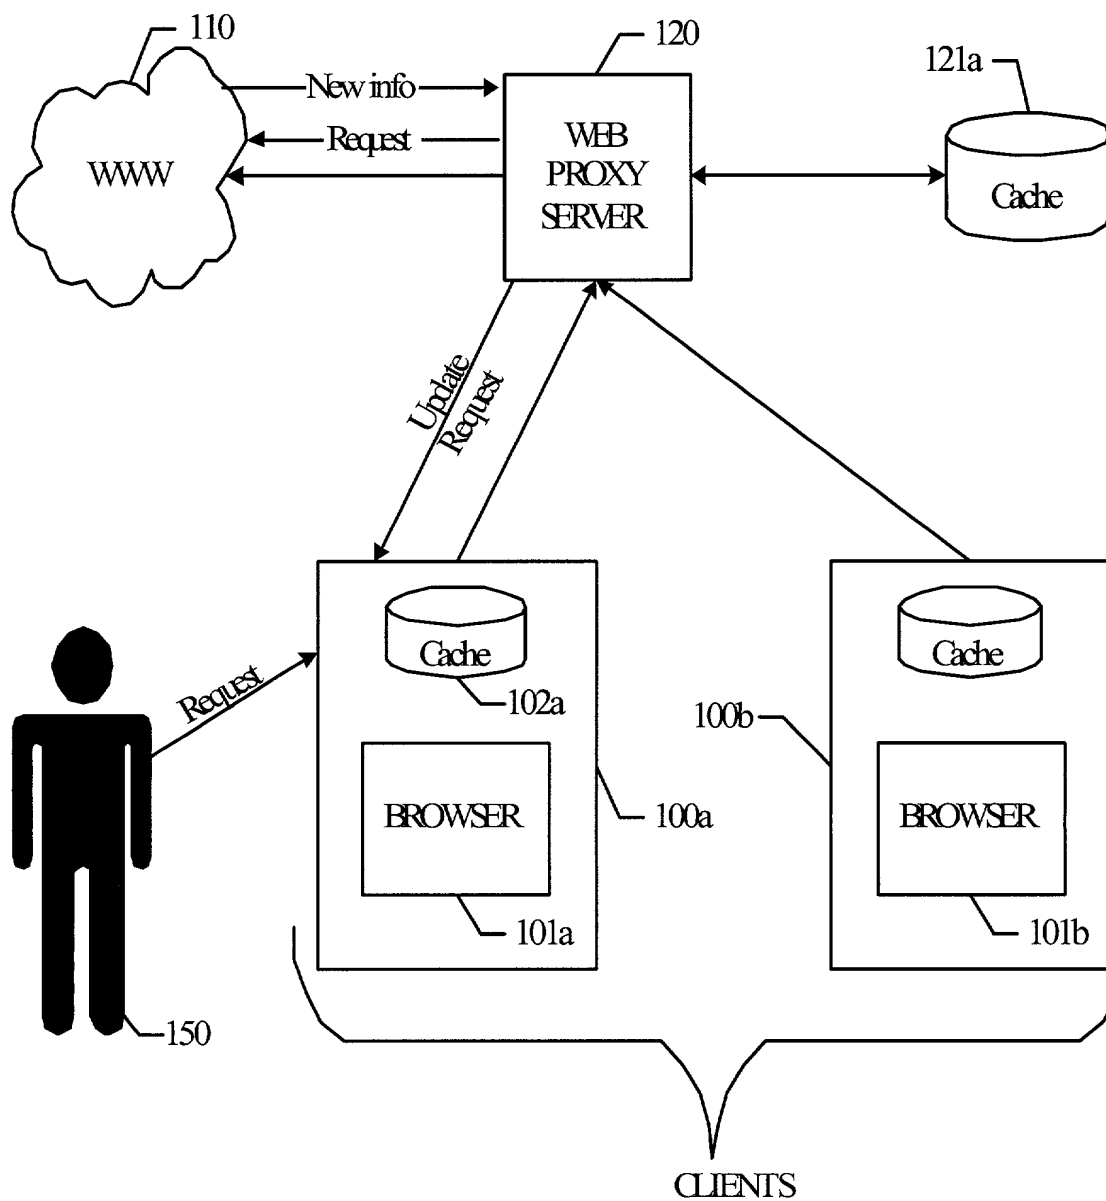 110
120
121a
New info
Request
WWW
WEB
PROXY
SERVER
Cache
Update
Request
Request
Cache
102a
Cache
100b
BROWSER
100a
BROWSER
101a
101b
150
CLIENTS